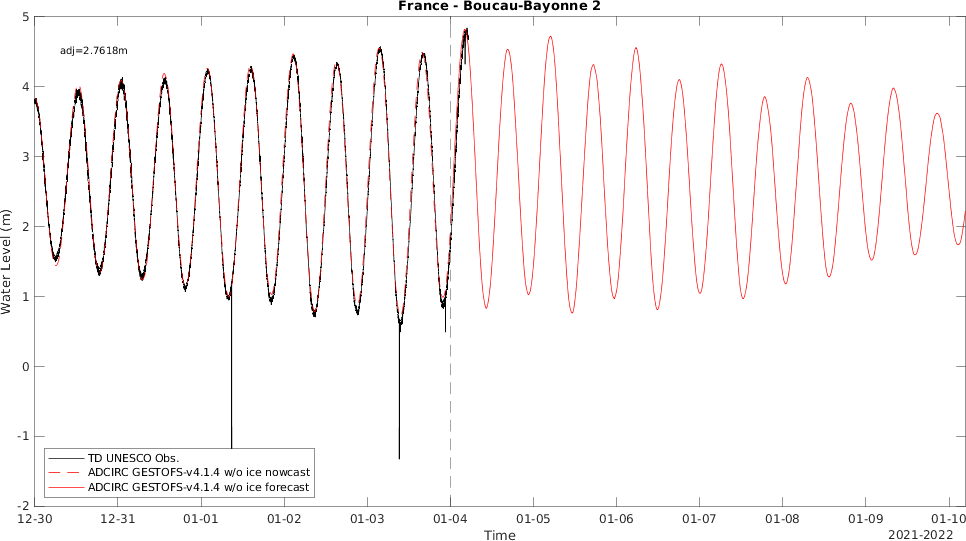 France - Boucau-Bayonne 2
adj=2.7618m
5
4
3
2
1
0
-1
-2
Water Level (m)
TD UNESCO Obs.
ADCIRC GESTOFS-v4.1.4 w/o ice nowcast
ADCIRC GESTOFS-v4.1.4 w/o ice forecast
12-30 12-31 01-01 01-02 01-03 01-04 01-05 01-06 01-07 01-08 01-09 01-10
Time
2021-2022